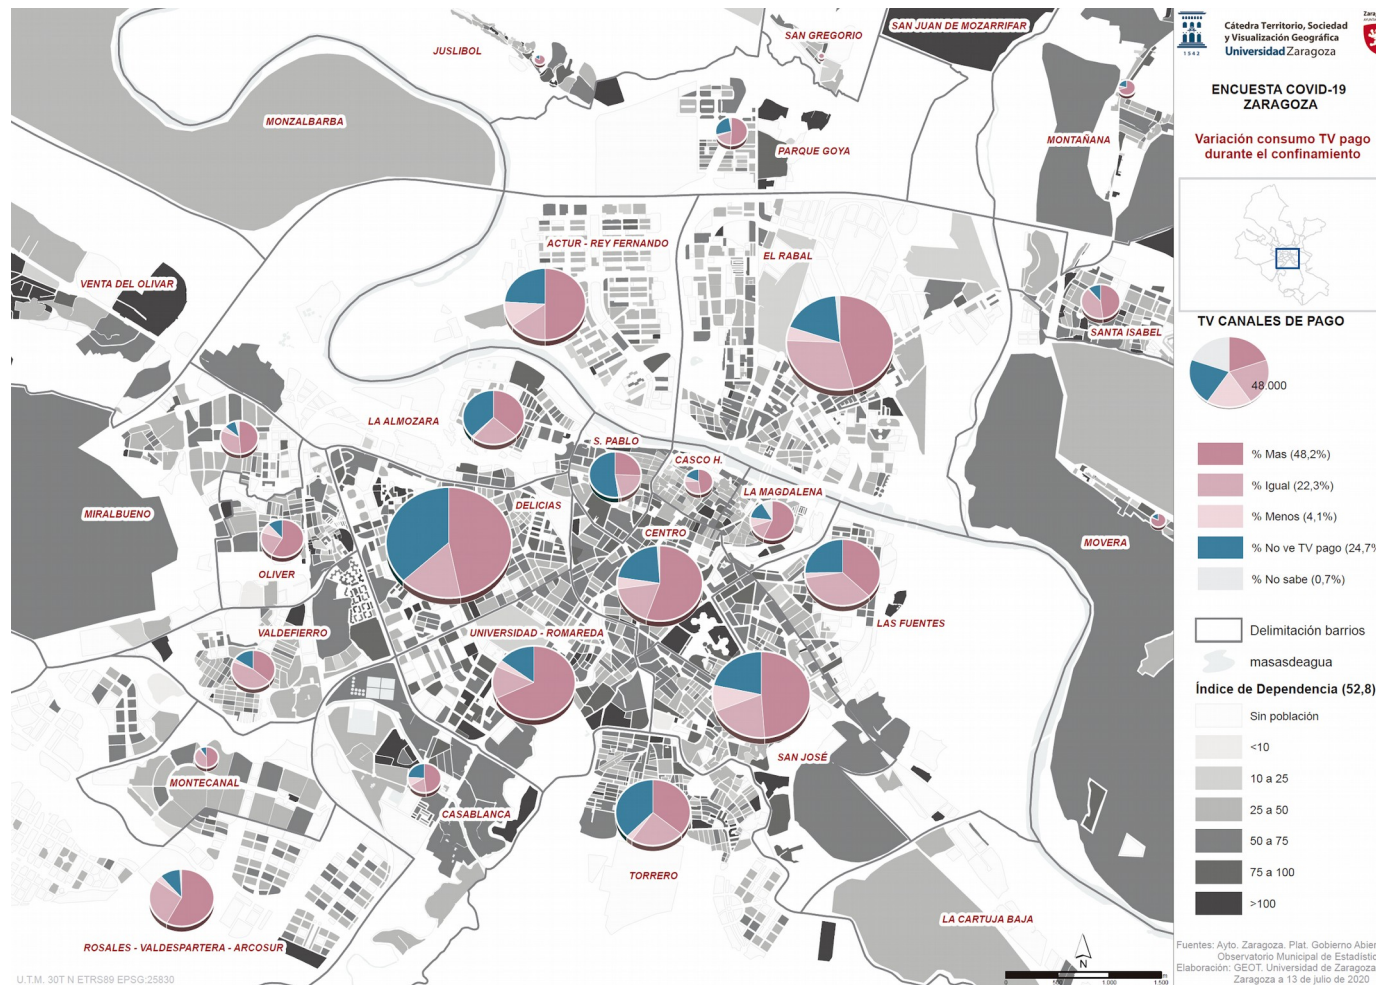 JUSLIBOL
SAN GREGORIO
SAN JUAN DE MOZARRIFAR
MONZALBARBA
PARQUE GOYA
MONTAÑANA
ACTUR - REY FERNANDO
EL RABAL
VENTA DEL OLIVAR
SANTA ISABEL
LA ALMOZARA
S. PABLO
CASCO H.
LA MAGDALENA
DELICIAS
MIRALBUENO
CENTRO
MOVERA
OLIVER
LAS FUENTES
VALDEFIERRO
UNIVERSIDAD - ROMAREDA
SAN JOSÉ
MONTECANAL
CASABLANCA
TORRERO
LA CARTUJA BAJA
ROSALES - VALDESPARTERA - ARCOSUR
U.T.M. 30T N ETRS89 EPSG:25830
N
0 500 1.000 1.500
1542
Cátedra Territorio, Sociedad
y Visualización Geográfica
Universidad Zaragoza
ENCUESTA COVID-19
ZARAGOZA
Variación consumo TV pago
durante el confinamiento
TV CANALES DE PAGO
48.000
% Mas (48,2%)
% Igual (22,3%)
% Menos (4,1%)
% No ve TV pago (24,7%
% No sabe (0,7%)
Delimitación barrios
masasdeagua
Índice de Dependencia (52,8)
Sin población
<10
10 a 25
25 a 50
50 a 75
75 a 100
>100
Fuentes: Ayto. Zaragoza. Plat. Gobierno Abier
Observatorio Municipal de Estadístic
Elaboración: GEOT. Universidad de Zaragoza
Zaragoza a 13 de julio de 2020